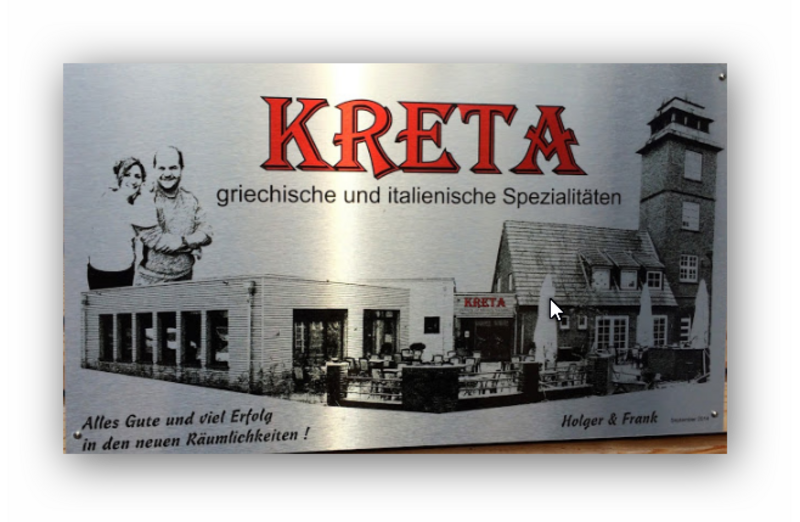 KRETA
griechische und italienische Spezialitäten
KRETA
Alles Gute und viel Erfolg
in den neuen Räumlichkeiten !
Holger & Frank